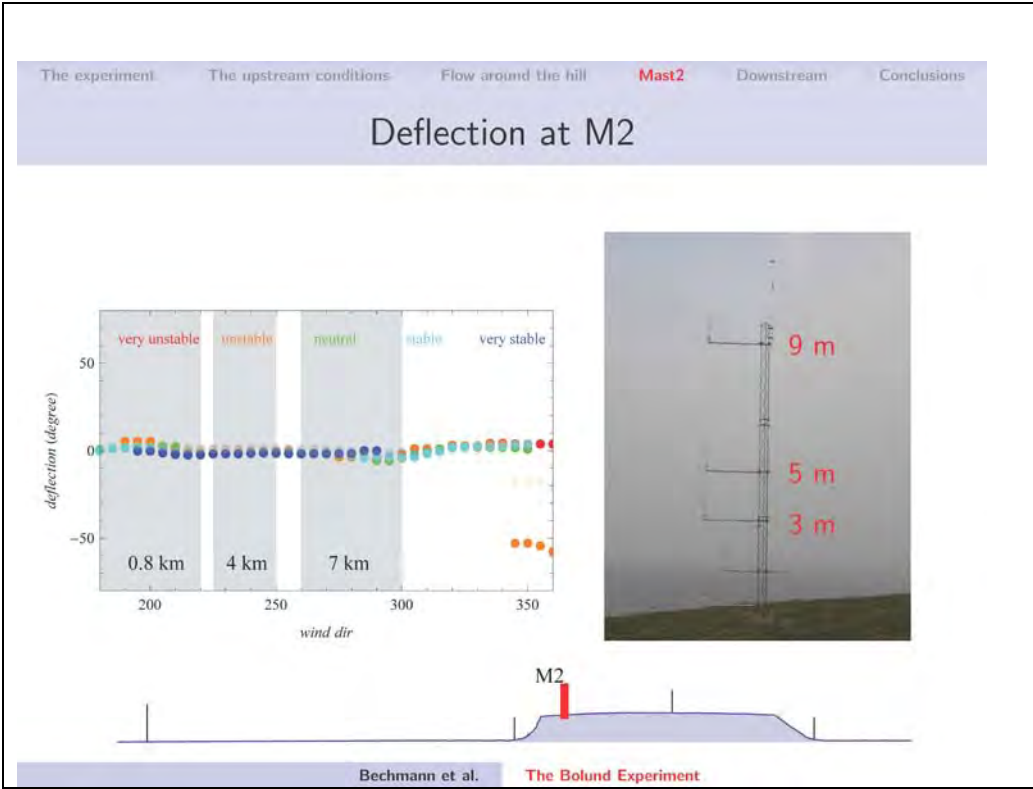 The experiment The upstream conditions Flow around the hill Mast2 Downstream Conclusions
Deflection at M2
very unstable unstable neutral stable very stable
50
0
−50
deflection (degree)
0.8 km 4 km 7 km
200 250 300 350
wind dir
9 m
5 m
3 m
M2
Bechmann et al. The Bolund Experiment